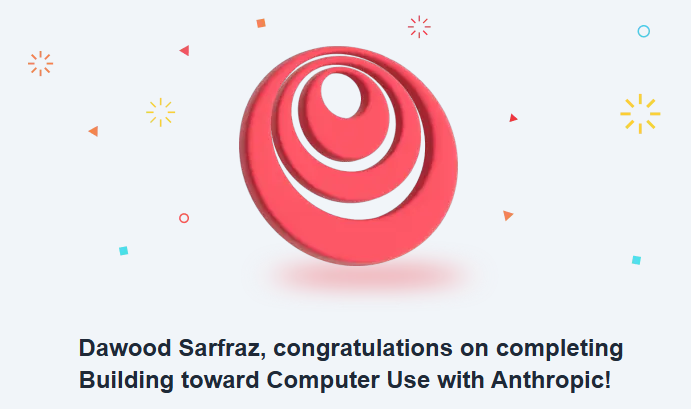 Dawood Sarfraz, congratulations on completing
Building toward Computer Use with Anthropic!